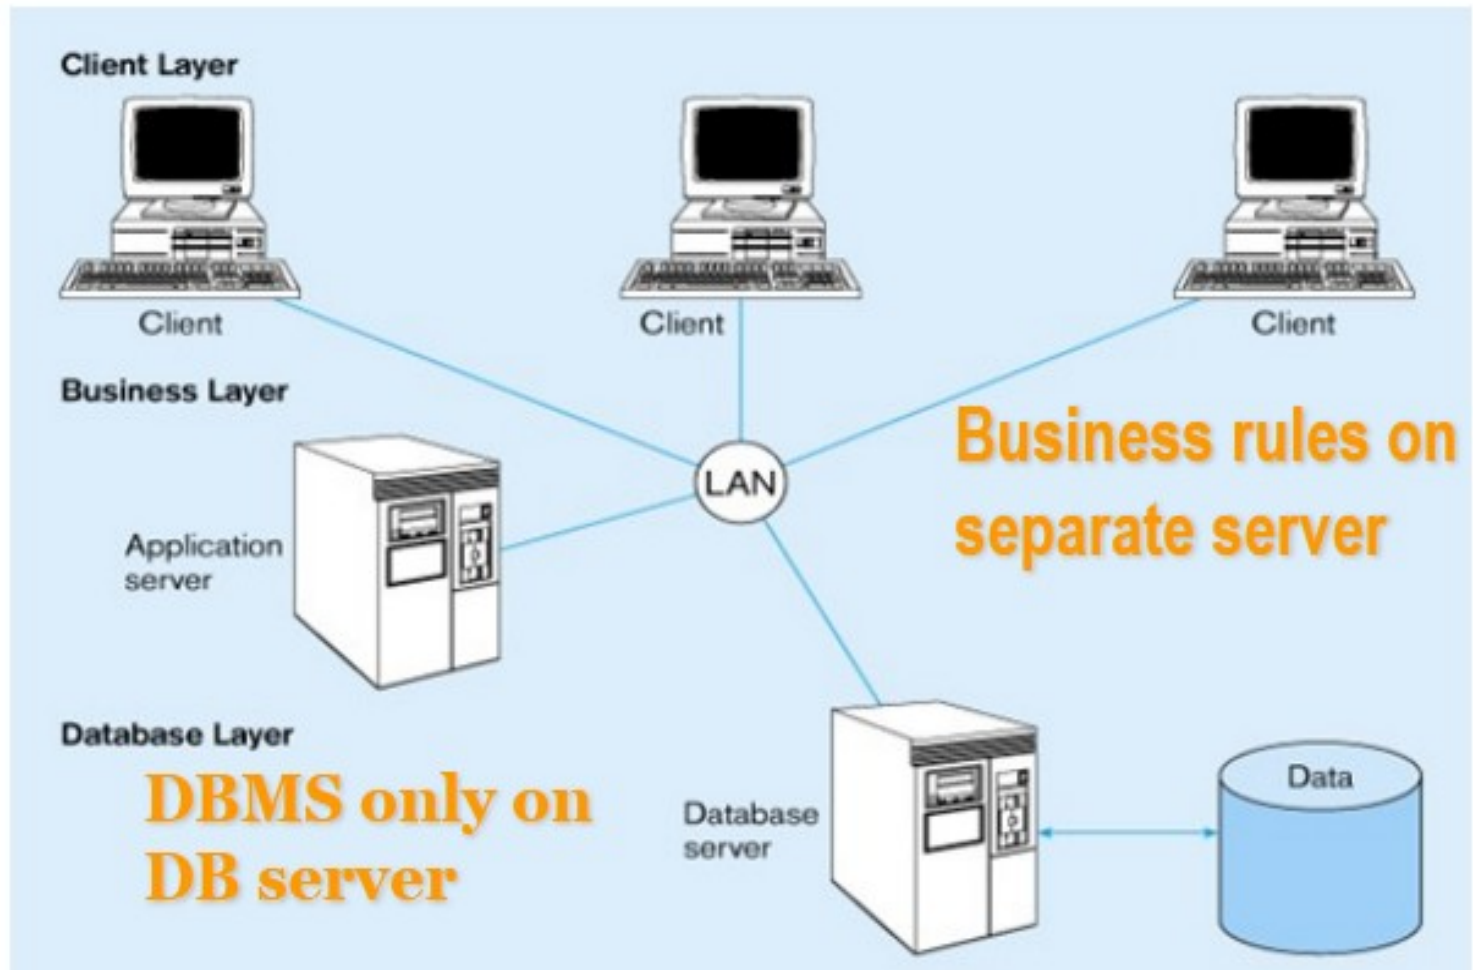 Client Layer
Client
Client
Client
Business Layer
Business rules on
separate server
LAN
Application
server
Database Layer
DBMS only on
DB server
Database
server
Data